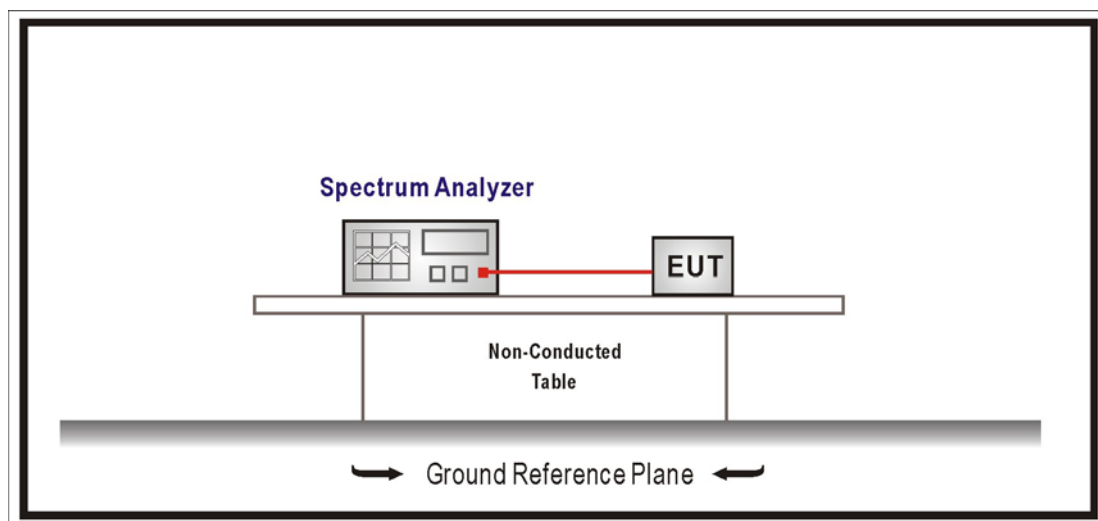 Spectrum Analyzer
EUT
Non-Conducted
Table
Ground Reference Plane